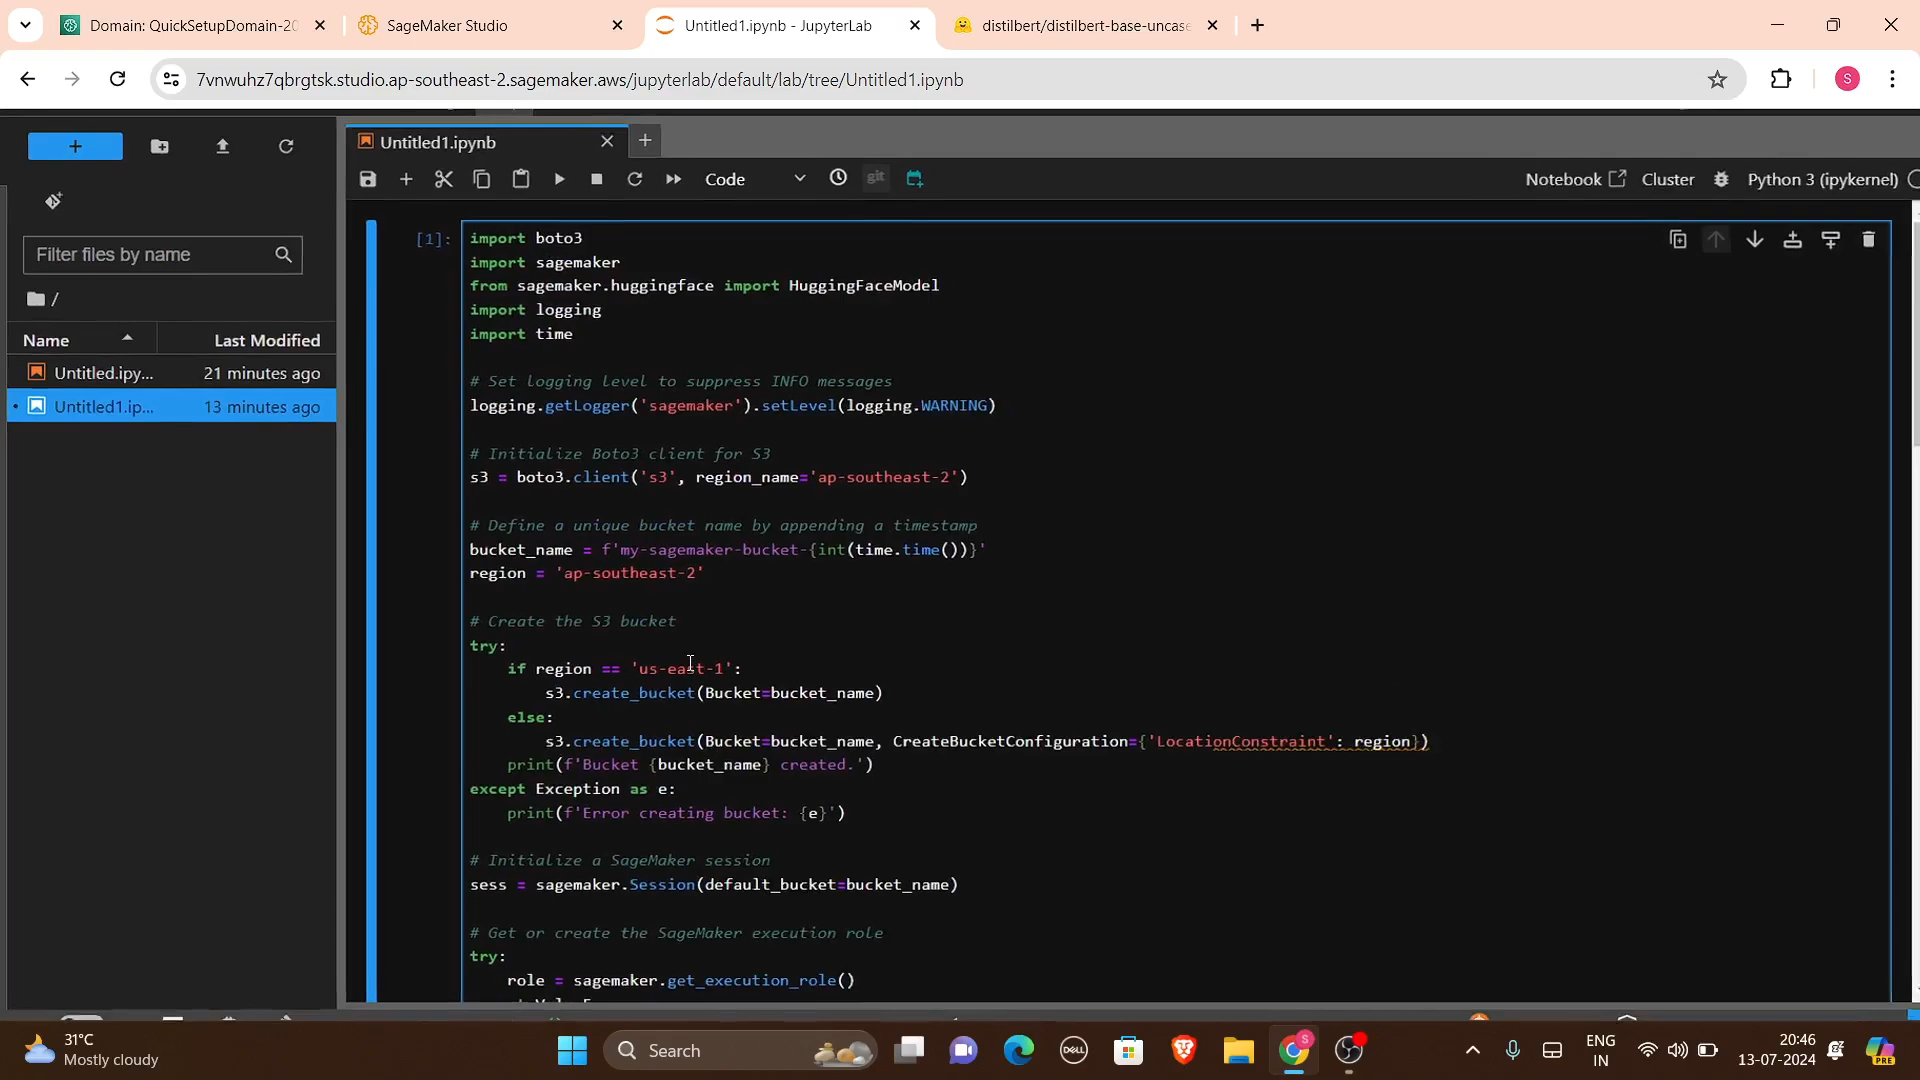 Domain: QuickSetupDomain-20
SageMaker Studio
Untitled1.ipynb - JupyterLab
distilbert/distilbert-base-uncase
7vnwuhz7qbrgtsk.studio.ap-southeast-2.sagemaker.aws/jupyterlab/default/lab/tree/Untitled1.ipynb
S
Untitled1.ipynb
Code
git
Notebook
Cluster
Python 3 (ipykernel)
Filter files by name
/
Name
Last Modified
Untitled.ipy...
21 minutes ago
Untitled1.ip...
13 minutes ago
[1]:
import boto3
import sagemaker
from sagemaker.huggingface import HuggingFaceModel
import logging
import time
# Set logging level to suppress INFO messages
logging.getLogger('sagemaker').setLevel(logging.WARNING)
# Initialize Boto3 client for S3
s3 = boto3.client('s3', region_name='ap-southeast-2')
# Define a unique bucket name by appending a timestamp
bucket_name = f'my-sagemaker-bucket-{int(time.time())}'
region = 'ap-southeast-2'
# Create the S3 bucket
try:
if region == 'us-east-1':
s3.create_bucket(Bucket=bucket_name)
else:
s3.create_bucket(Bucket=bucket_name, CreateBucketConfiguration={'LocationConstraint': region})
print(f'Bucket {bucket_name} created.')
except Exception as e:
print(f'Error creating bucket: {e}')
# Initialize a SageMaker session
sess = sagemaker.Session(default_bucket=bucket_name)
# Get or create the SageMaker execution role
try:
role = sagemaker.get_execution_role()
31°C
Mostly cloudy
Search
DELL
S
ENG
IN
20:46
13-07-2024
PRE